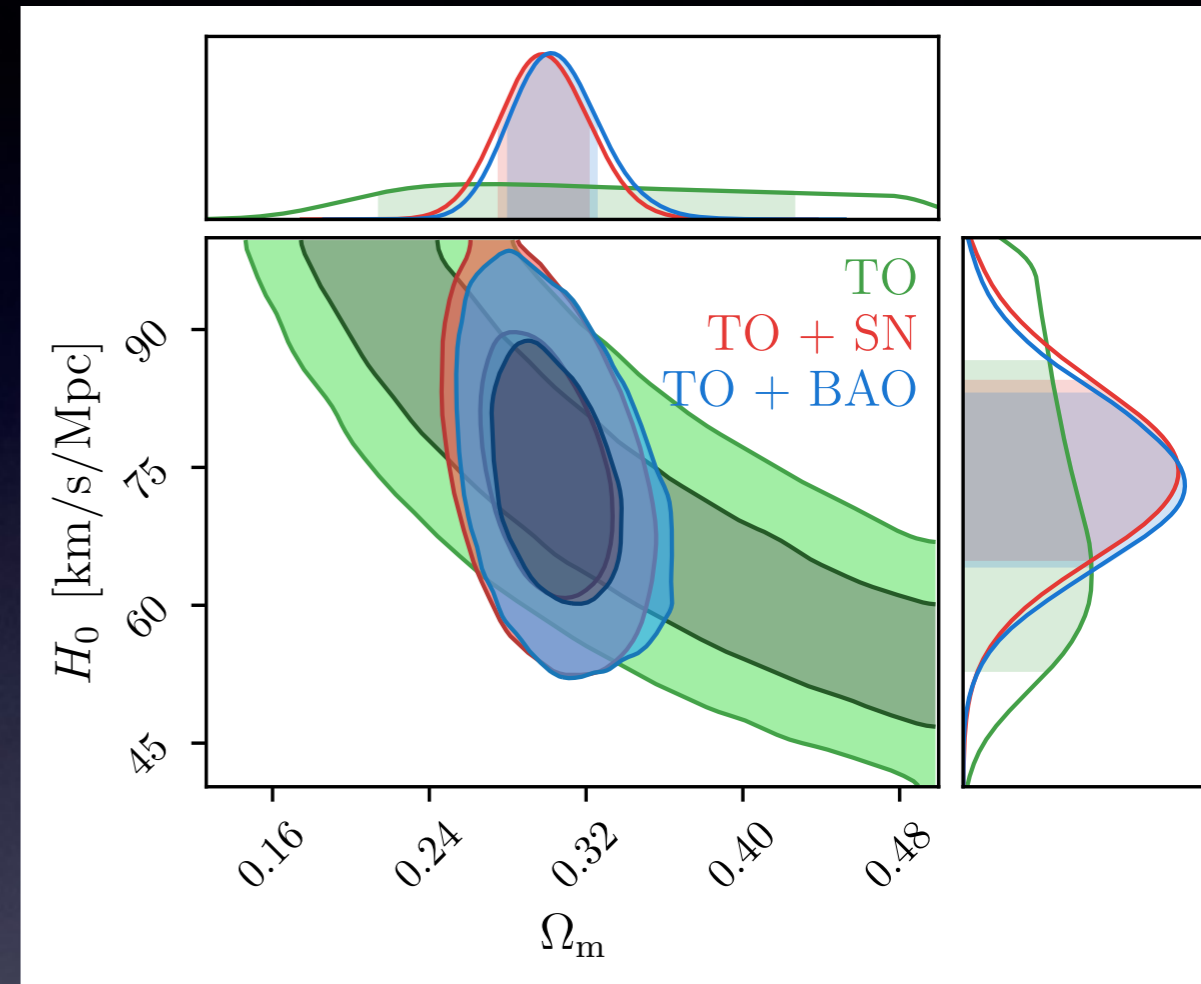 TO
TO + SN
TO + BAO
H₀ [km/s/Mpc]
90
75
60
45
0.16
0.24
0.32
0.40
0.48
Ωₘ